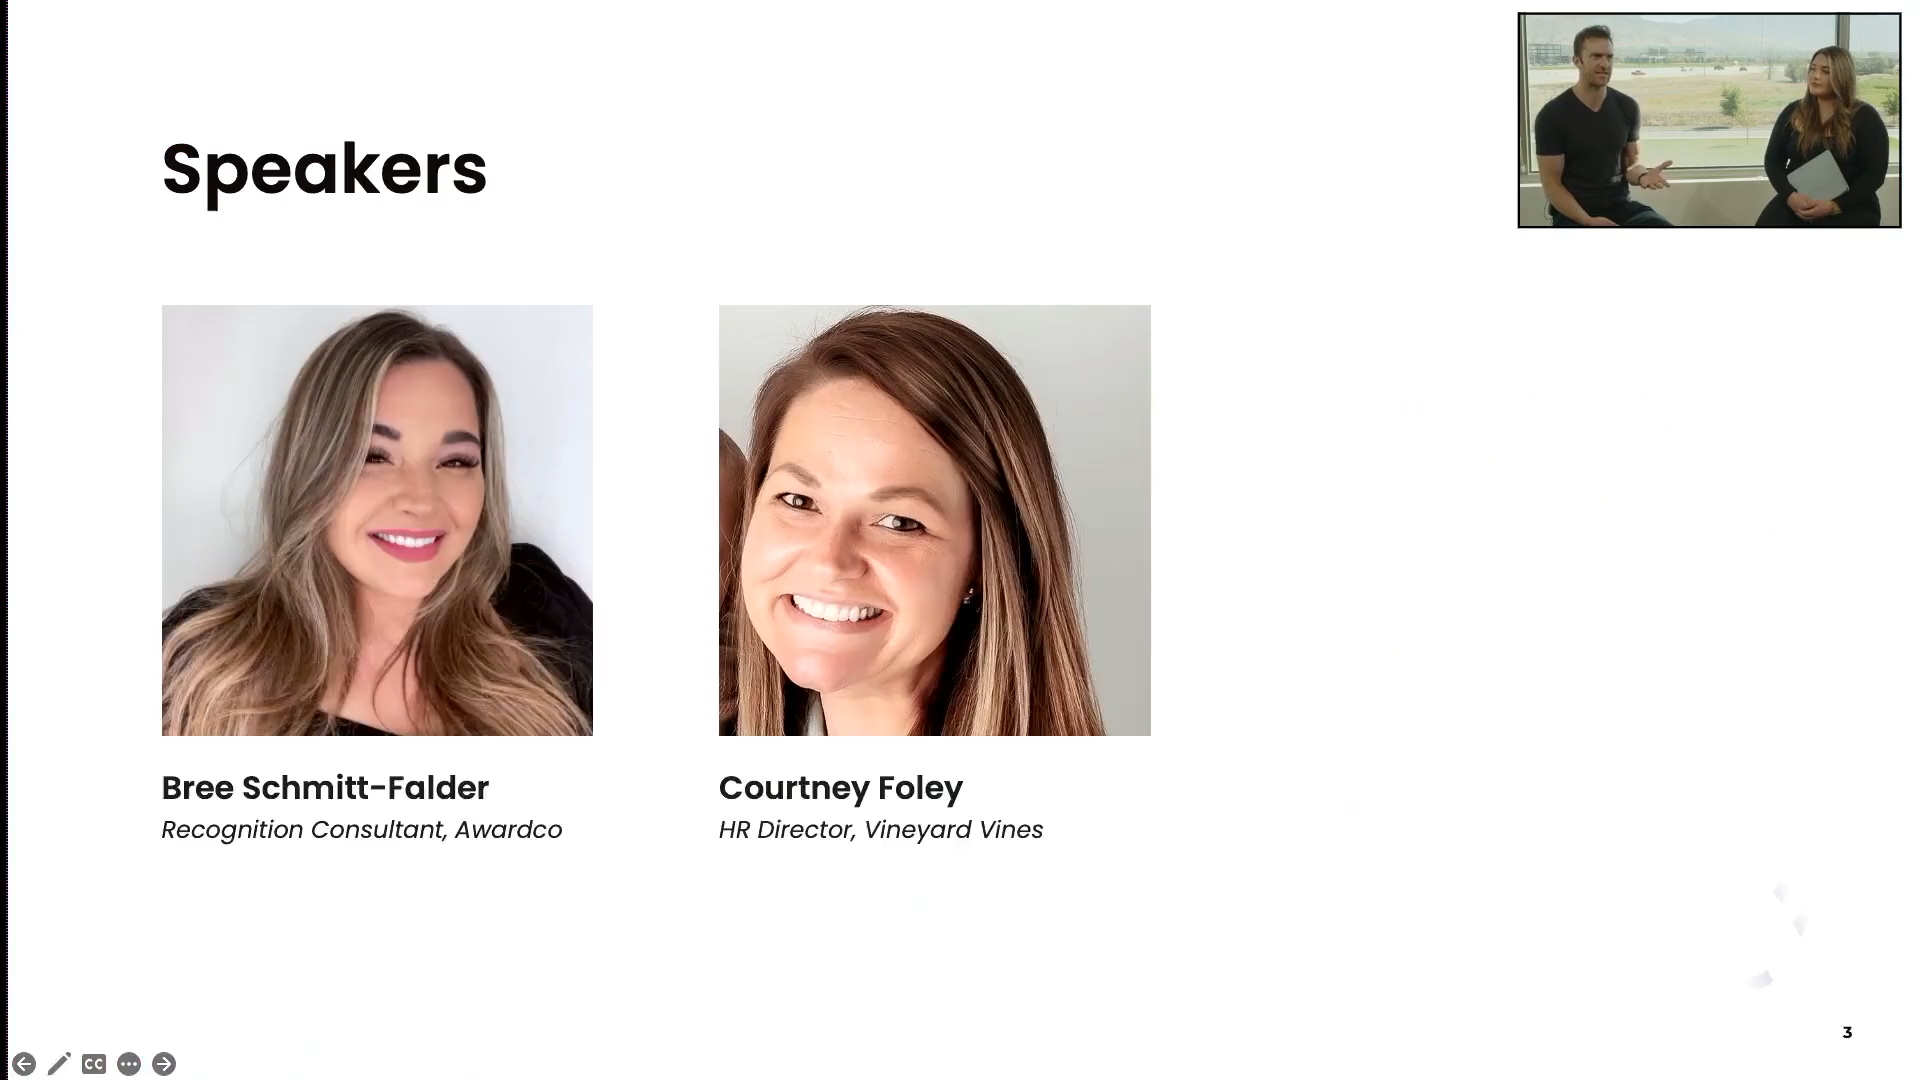 Speakers
Bree Schmitt-Falder
Recognition Consultant, Awardco
Courtney Foley
HR Director, Vineyard Vines
3
CC